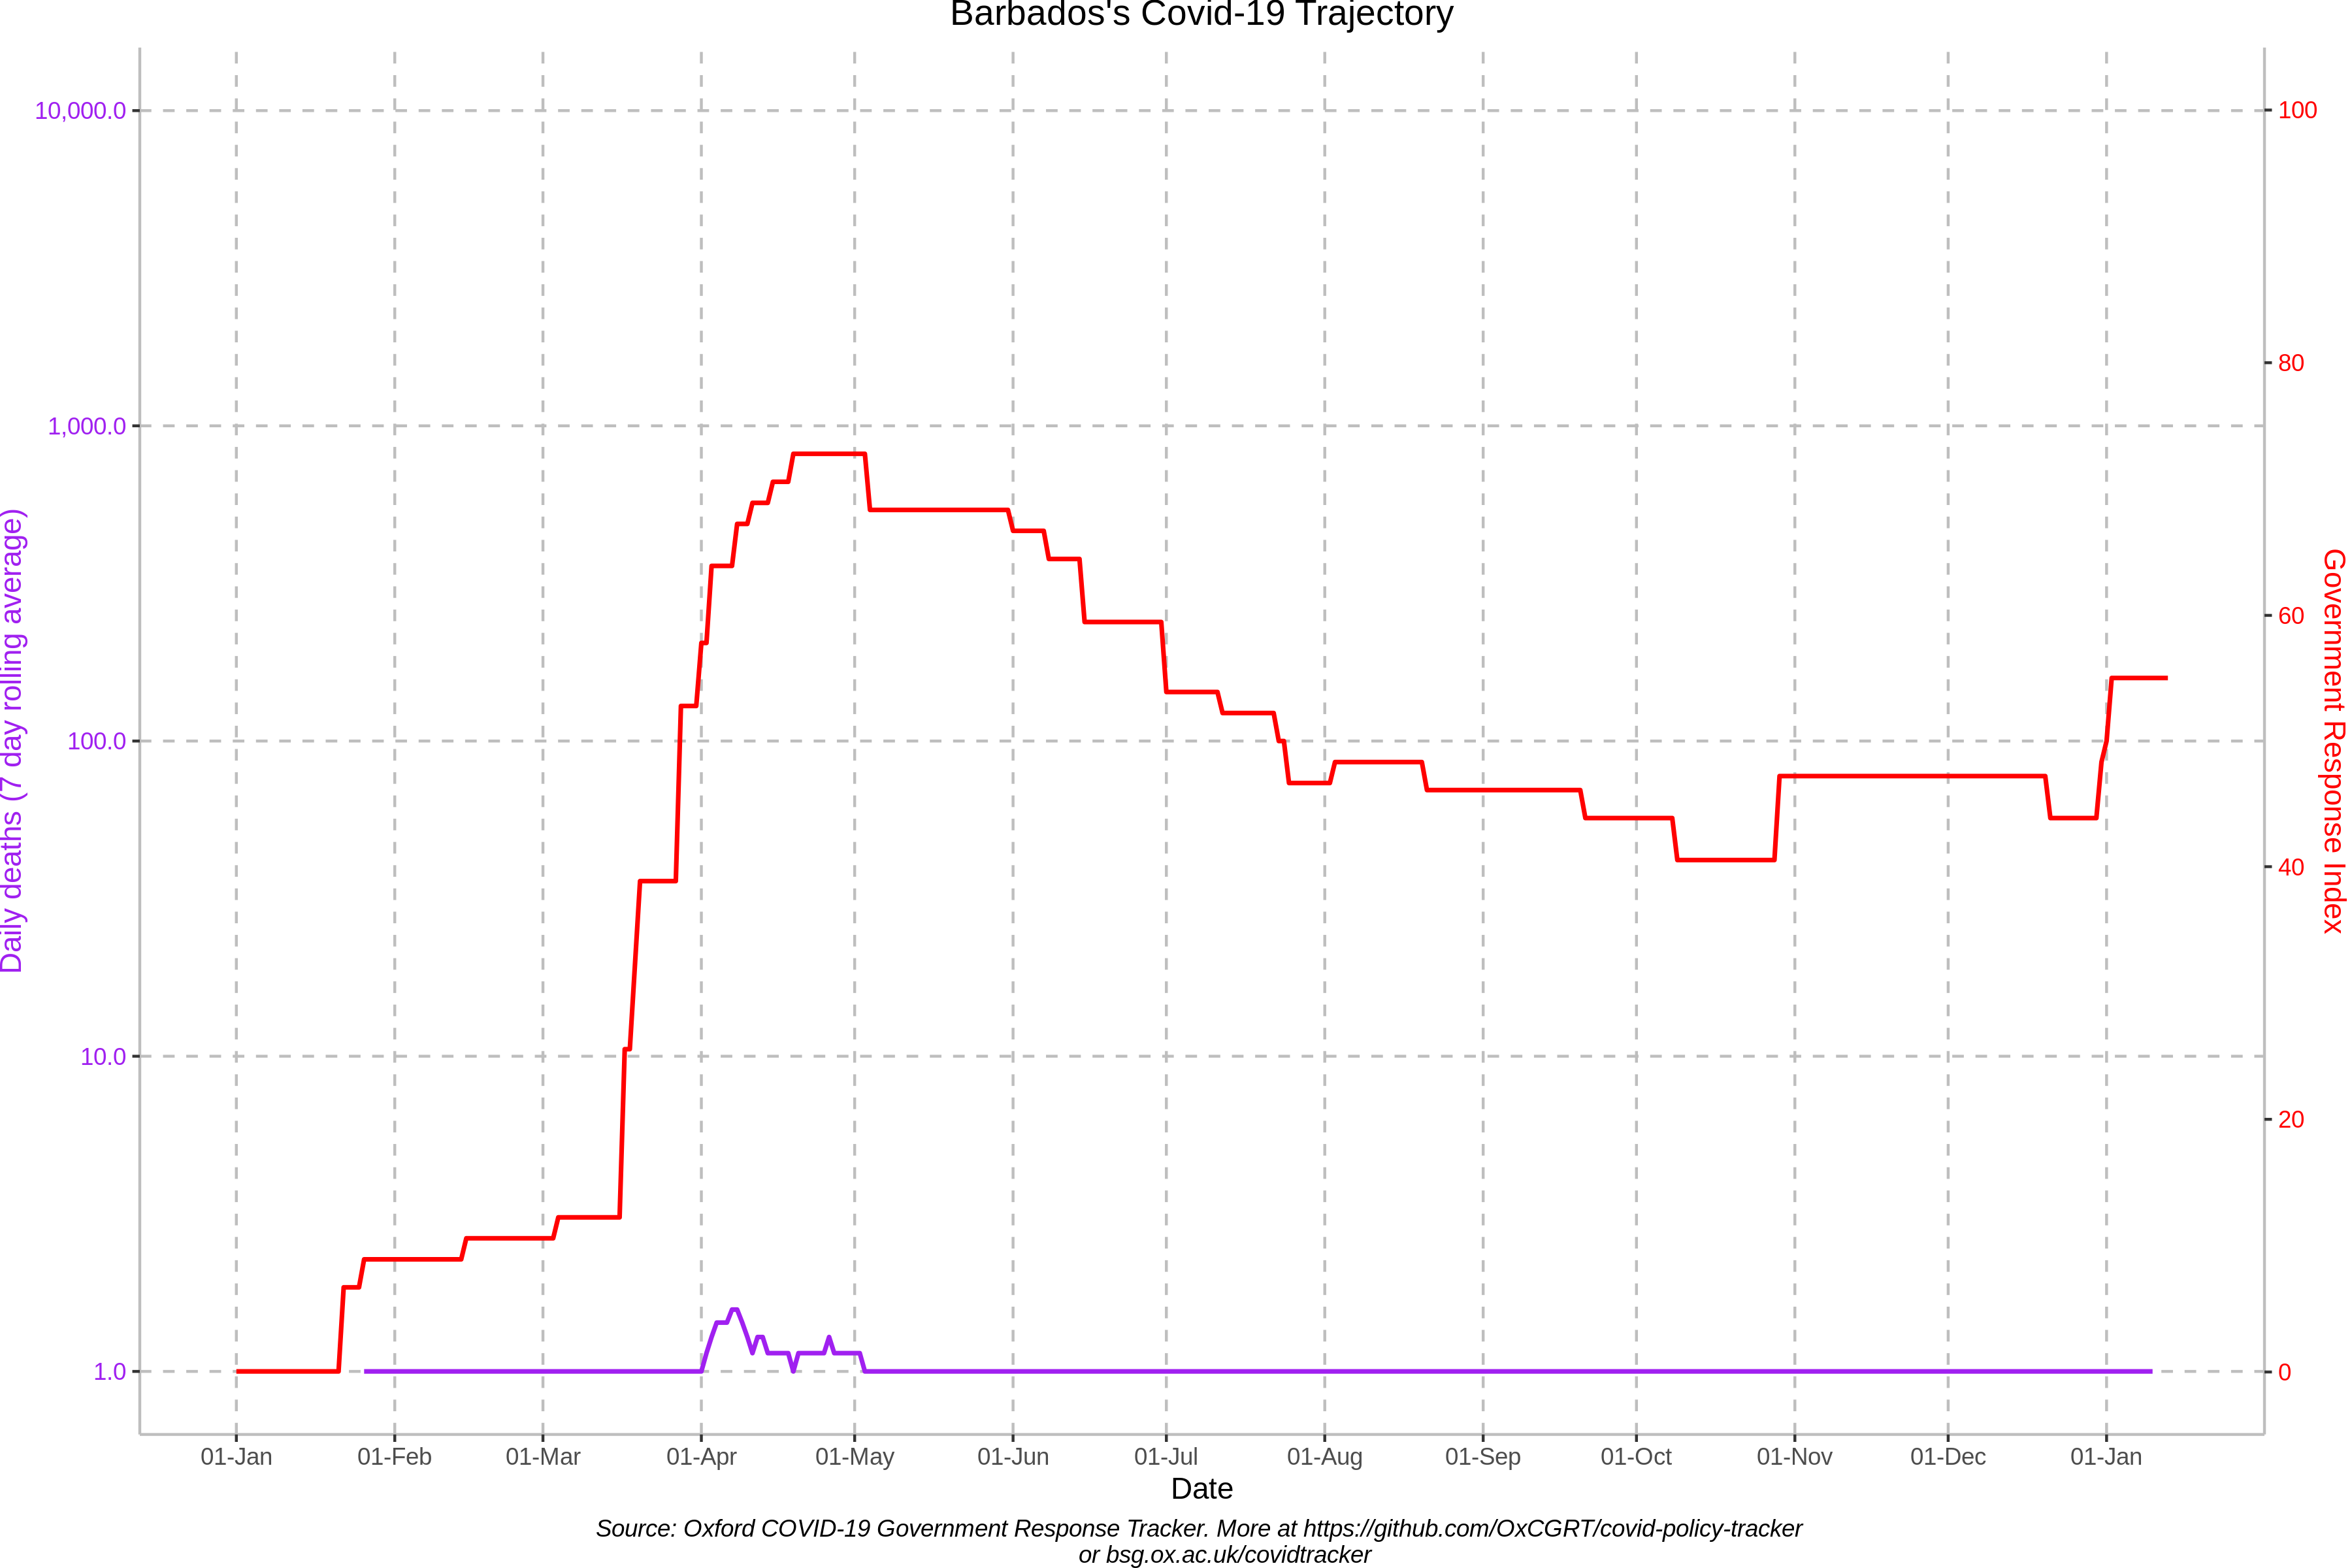 Barbados's Covid-19 Trajectory
10,000.0
1,000.0
100.0
10.0
1.0
Daily deaths (7 day rolling average)
100
80
60
40
20
0
Government Response Index
01-Jan 01-Feb 01-Mar 01-Apr 01-May 01-Jun 01-Jul 01-Aug 01-Sep 01-Oct 01-Nov 01-Dec 01-Jan
Date
Source: Oxford COVID-19 Government Response Tracker. More at https://github.com/OxCGRT/covid-policy-tracker
or bsg.ox.ac.uk/covidtracker